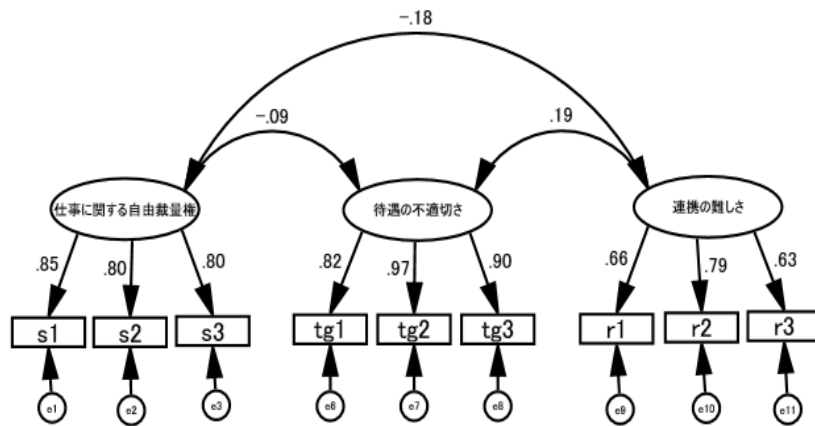 -.18
-.09
.19
仕事に関する自由裁量権
待遇の不適切さ
連携の難しさ
.85
.80
.80
.82
.97
.90
.66
.79
.63
s1
s2
s3
tg1
tg2
tg3
r1
r2
r3
e1
e2
e3
e6
e7
e8
e9
e10
e11